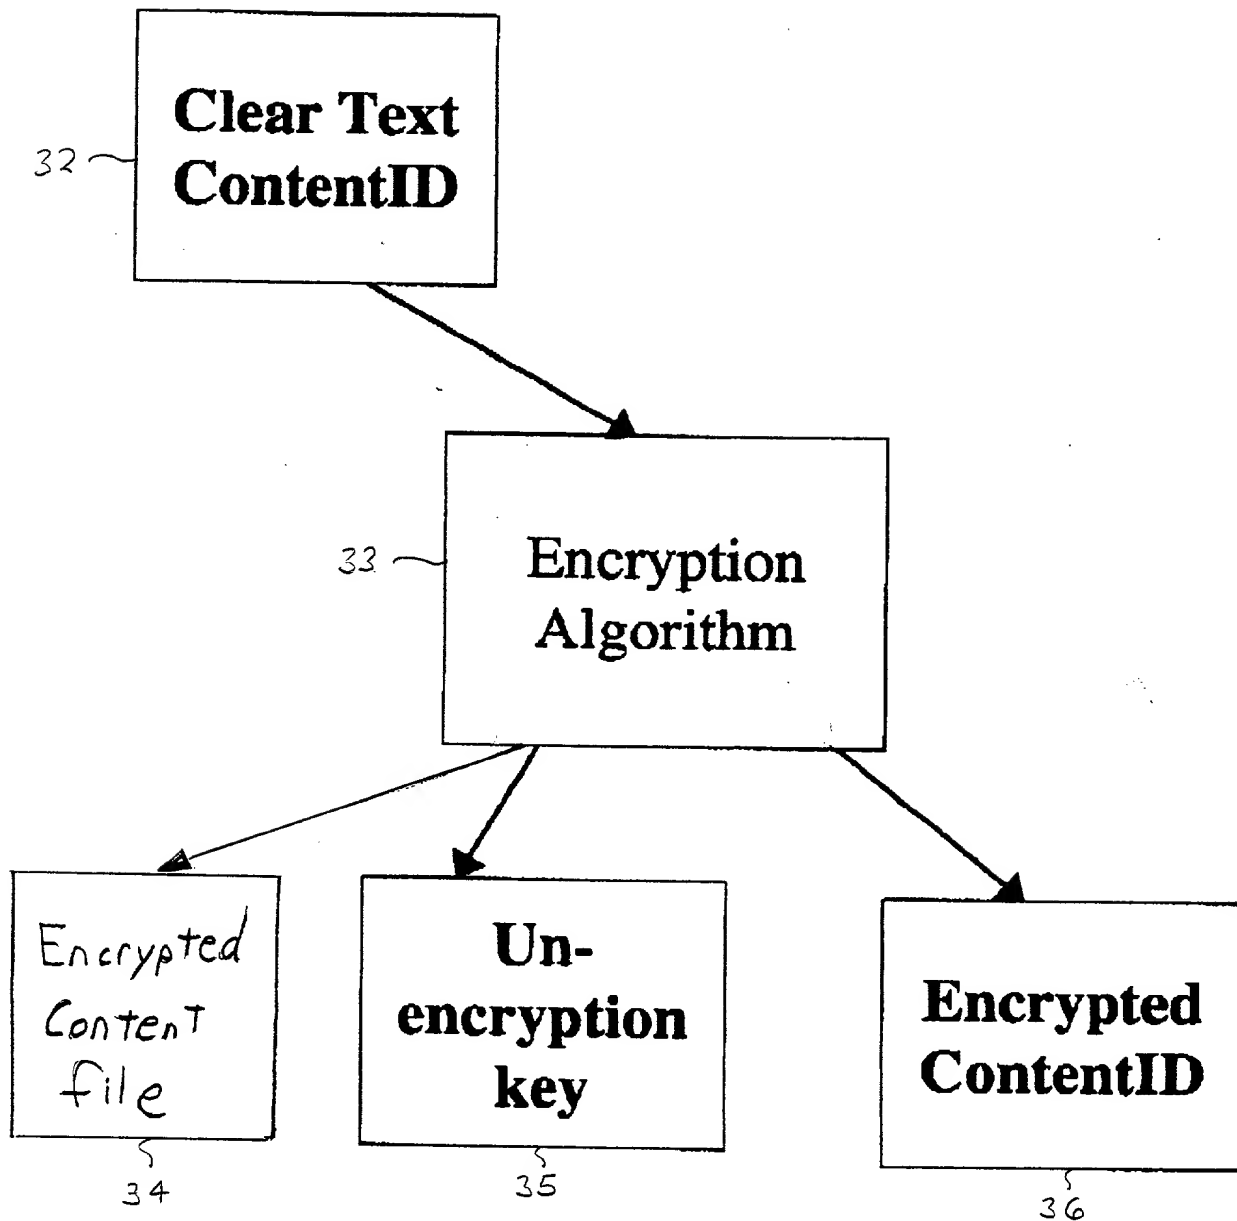 Clear Text
ContentID
32
Encryption
Algorithm
33
Encrypted
Content
file
34
Un-
encryption
key
35
Encrypted
ContentID
36